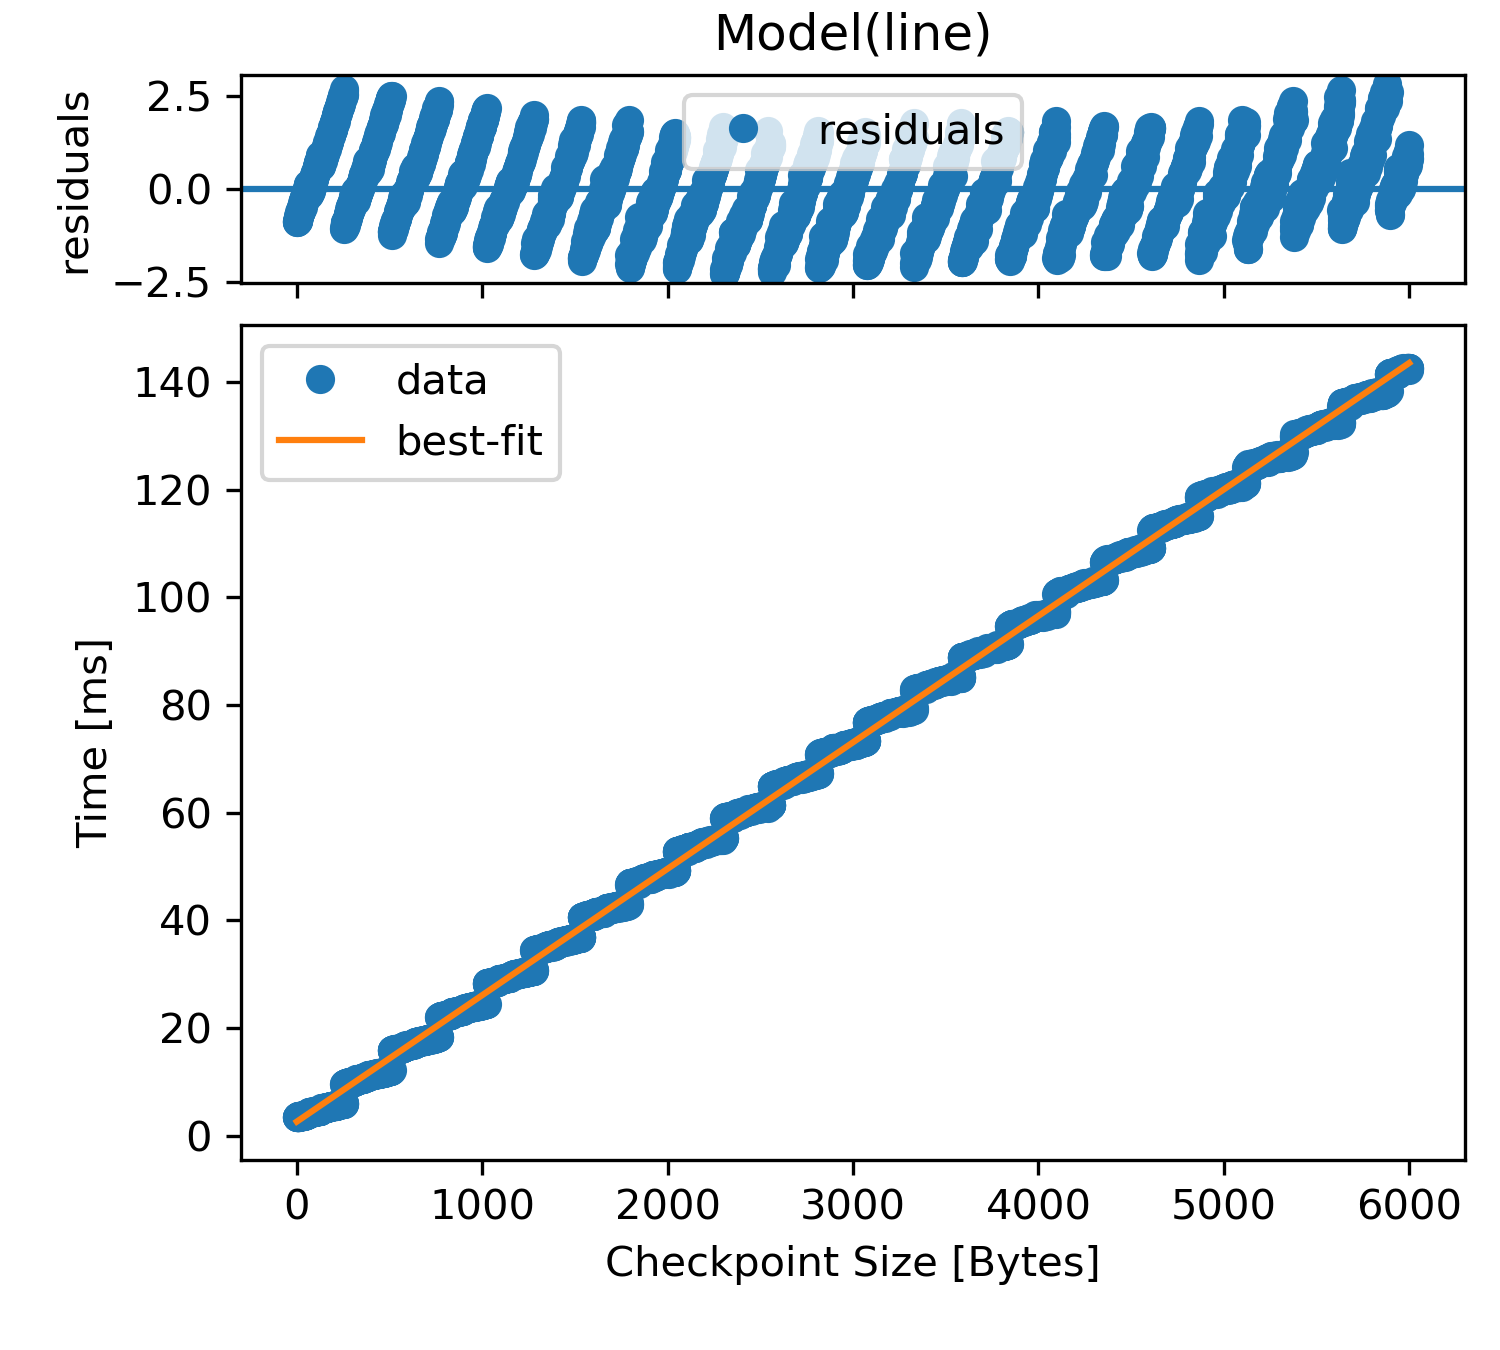 Model(line)
residuals
2.5
0.0
−2.5
residuals
data
best-fit
Time [ms]
140
120
100
80
60
40
20
0
0 1000 2000 3000 4000 5000 6000
Checkpoint Size [Bytes]